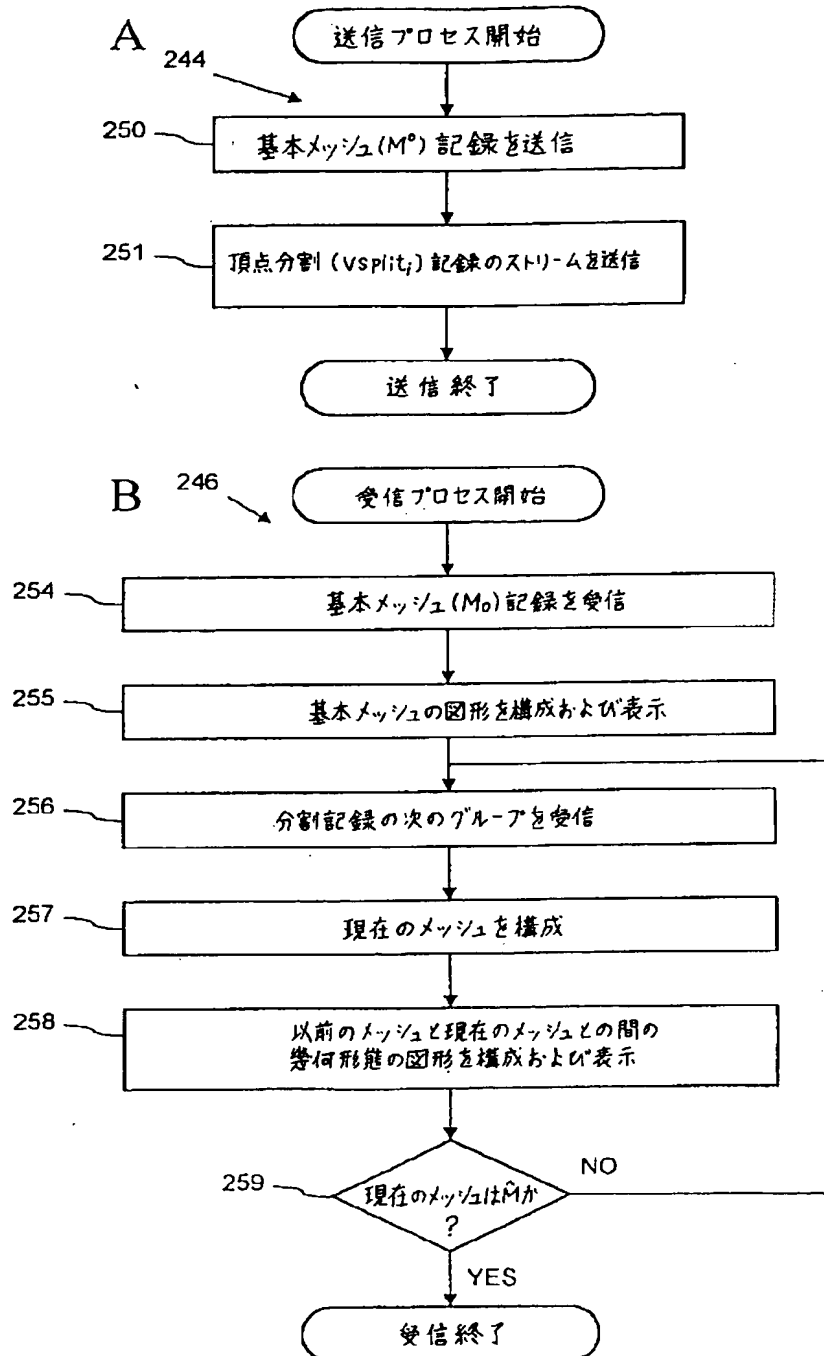 A
送信プロセス開始
244
250
基本メッシュ(M⁰)記録を送信
251
頂点分割(Vspliti)記録のストリームを送信
送信終了
B
246
受信プロセス開始
254
基本メッシュ(M₀)記録を受信
255
基本メッシュの図形を構成および表示
256
分割記録の次のグループを受信
257
現在のメッシュを構成
258
以前のメッシュと現在のメッシュとの間の
幾何形態の図形を構成および表示
259
現在のメッシュはM̂か
?
NO
YES
受信終了